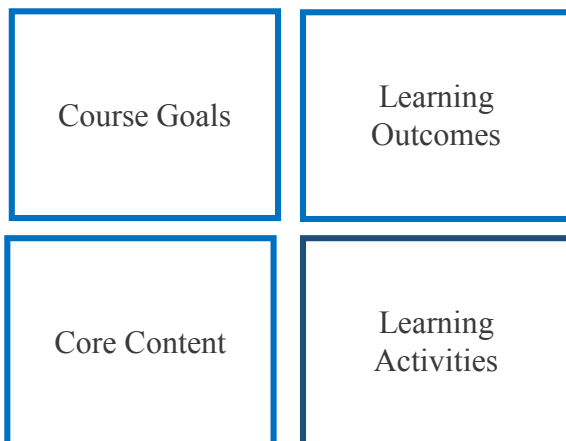 Course Goals
Learning
Outcomes
Core Content
Learning
Activities